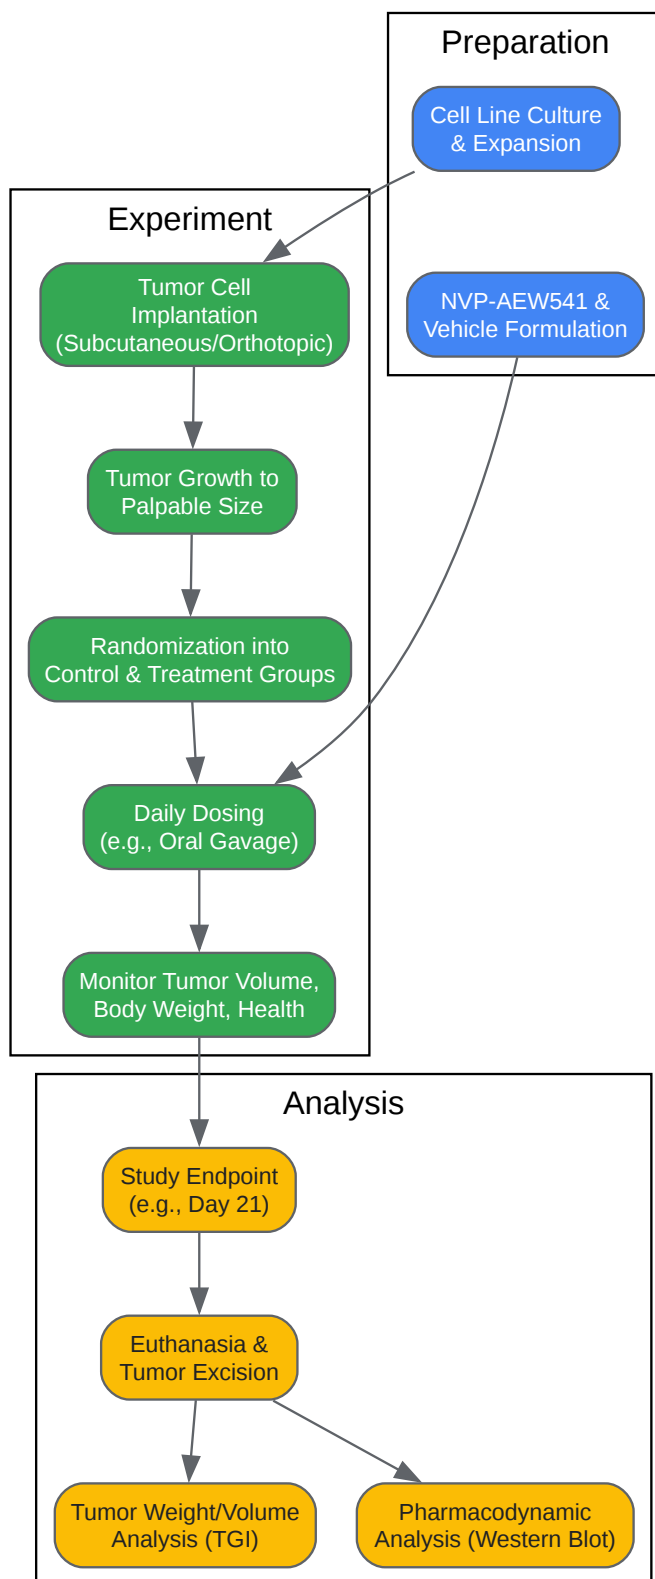 Preparation
Cell Line Culture
& Expansion
NVP-AEW541 &
Vehicle Formulation
Experiment
Tumor Cell
Implantation
(Subcutaneous/Orthotopic)
Tumor Growth to
Palpable Size
Randomization into
Control & Treatment Groups
Daily Dosing
(e.g., Oral Gavage)
Monitor Tumor Volume,
Body Weight, Health
Analysis
Study Endpoint
(e.g., Day 21)
Euthanasia &
Tumor Excision
Tumor Weight/Volume
Analysis (TGI)
Pharmacodynamic
Analysis (Western Blot)